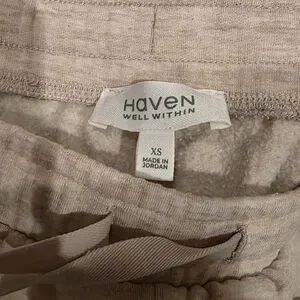 HaVEN
WELL WITHIN
XS
MADE IN
JORDAN